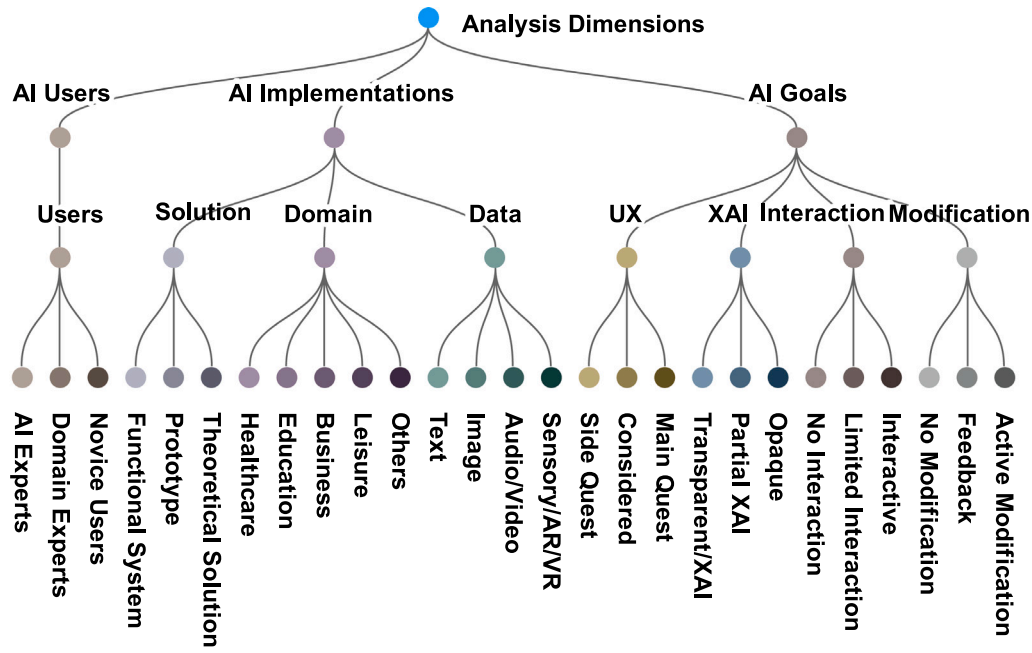 Analysis Dimensions
AI Users
AI Implementations
AI Goals
Users
Solution
Domain
Data
UX
XAI
Interaction
Modification
AI Experts
Domain Experts
Novice Users
Functional System
Prototype
Theoretical Solution
Healthcare
Education
Business
Leisure
Others
Text
Image
Audio/Video
Sensory/AR/VR
Side Quest
Considered
Main Quest
Transparent/XAI
Partial XAI
Opaque
No Interaction
Limited Interaction
Interactive
No Modification
Feedback
Active Modification